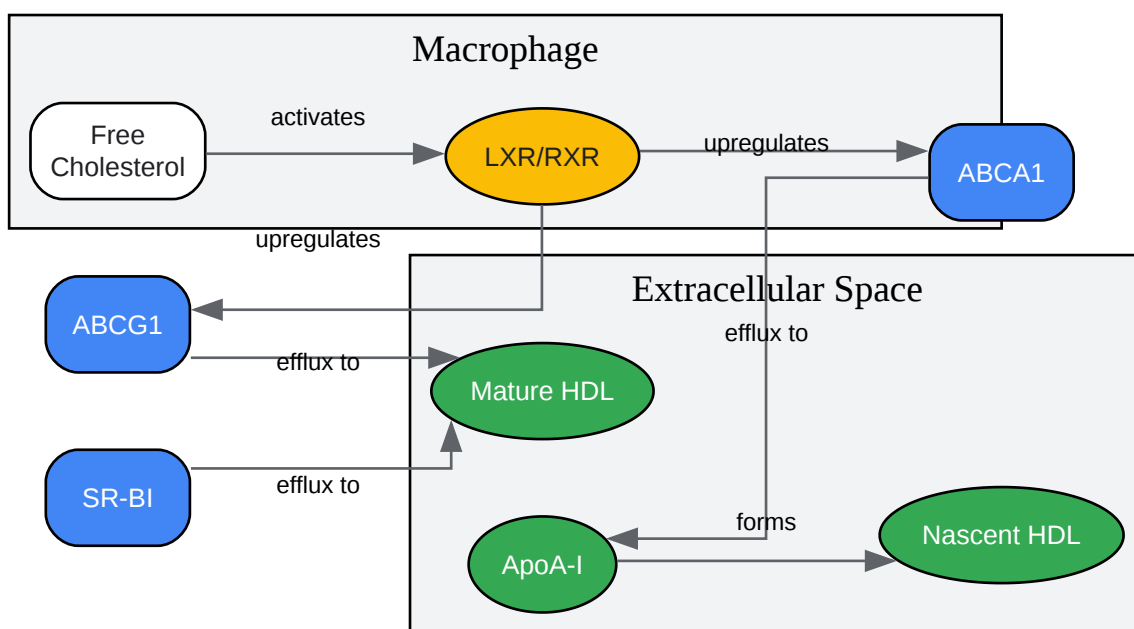 Macrophage
activates
Free
Cholesterol
LXR/RXR
upregulates
ABCA1
upregulates
Extracellular Space
ABCG1
efflux to
efflux to
Mature HDL
SR-BI
efflux to
forms
Nascent HDL
ApoA-I